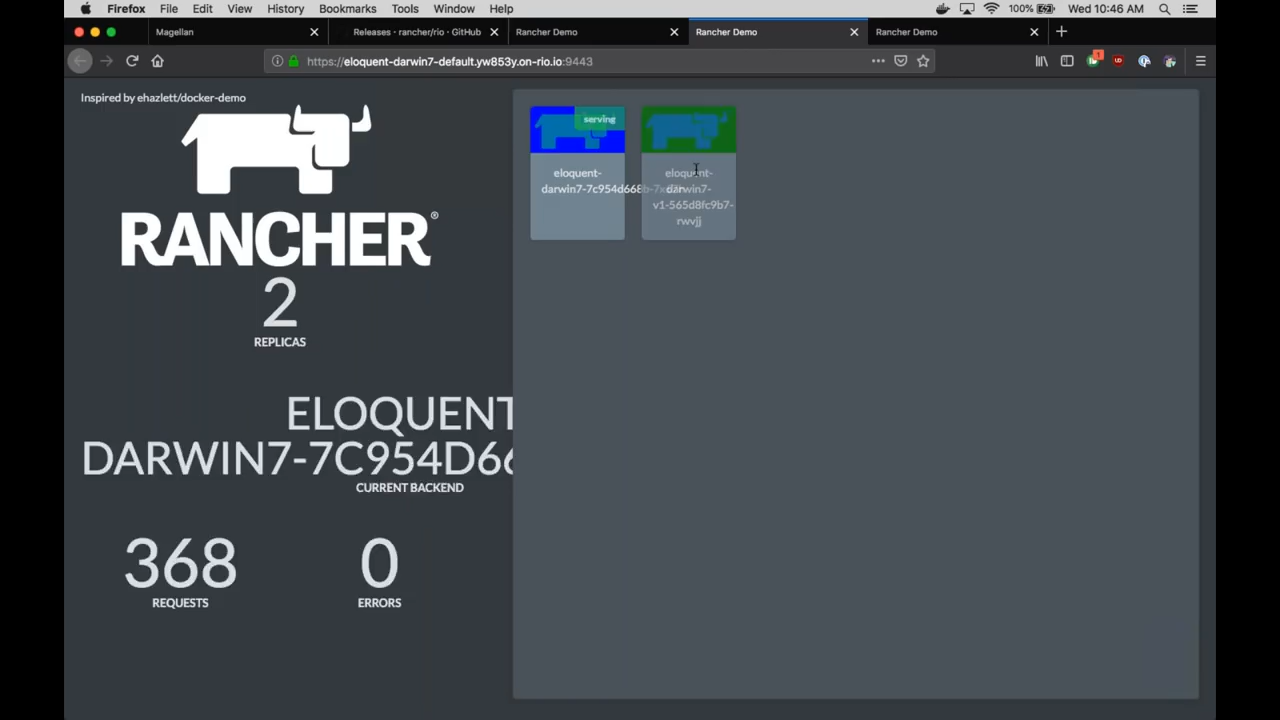 Firefox File Edit View History Bookmarks Tools Window Help 100% Wed 10:46 AM
Magellan
Releases · rancher/rio · GitHub
Rancher Demo
Rancher Demo
Rancher Demo
https://eloquent-darwin7-default.yw853y.on-rio.io:9443
Inspired by ehazlett/docker-demo
RANCHER®
2
REPLICAS
ELOQUENT
DARWIN7-7C954D66
CURRENT BACKEND
368
REQUESTS
0
ERRORS
serving
eloquent-
darwin7-7c954d668b-
eloquent-
darwin7-
v1-565d8fc9b7-
rwvjj